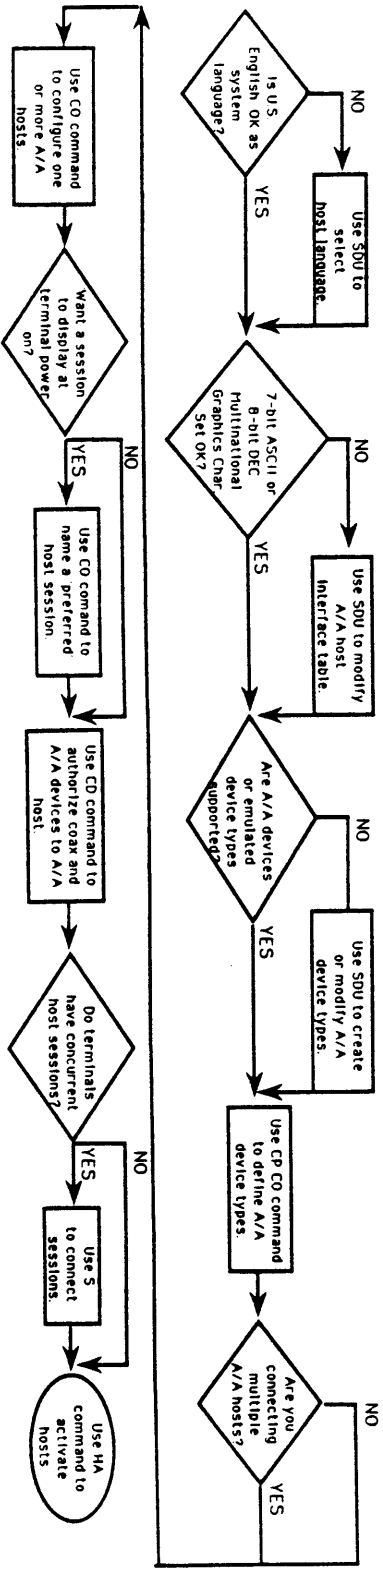 Is U.S
English OK as
system
language?
NO
YES
Use SDU to
select
host language.
7-bit ASCII or
8-bit DEC
Multinational
Graphics Char.
Set OK?
NO
YES
Use SDU to modify
A/A host
Interface table.
Are A/A devices
or emulated
device types
supported?
NO
YES
Use SDU to create
or modify A/A
device types.
Use CP CO command
to define A/A
device types.
Are you
connecting
multiple
A/A hosts?
NO
YES
Use CO command
to configure one
or more A/A
hosts.
Want a session
to display at
terminal power
on?
NO
YES
Use CO comand to
name a preferred
host session.
Use CD command to
authorize coax and
A/A devices to A/A
host.
Do terminals
have concurrent
host sessions?
NO
YES
Use S
to connect
sessions.
Use HA
command to
activate
hosts